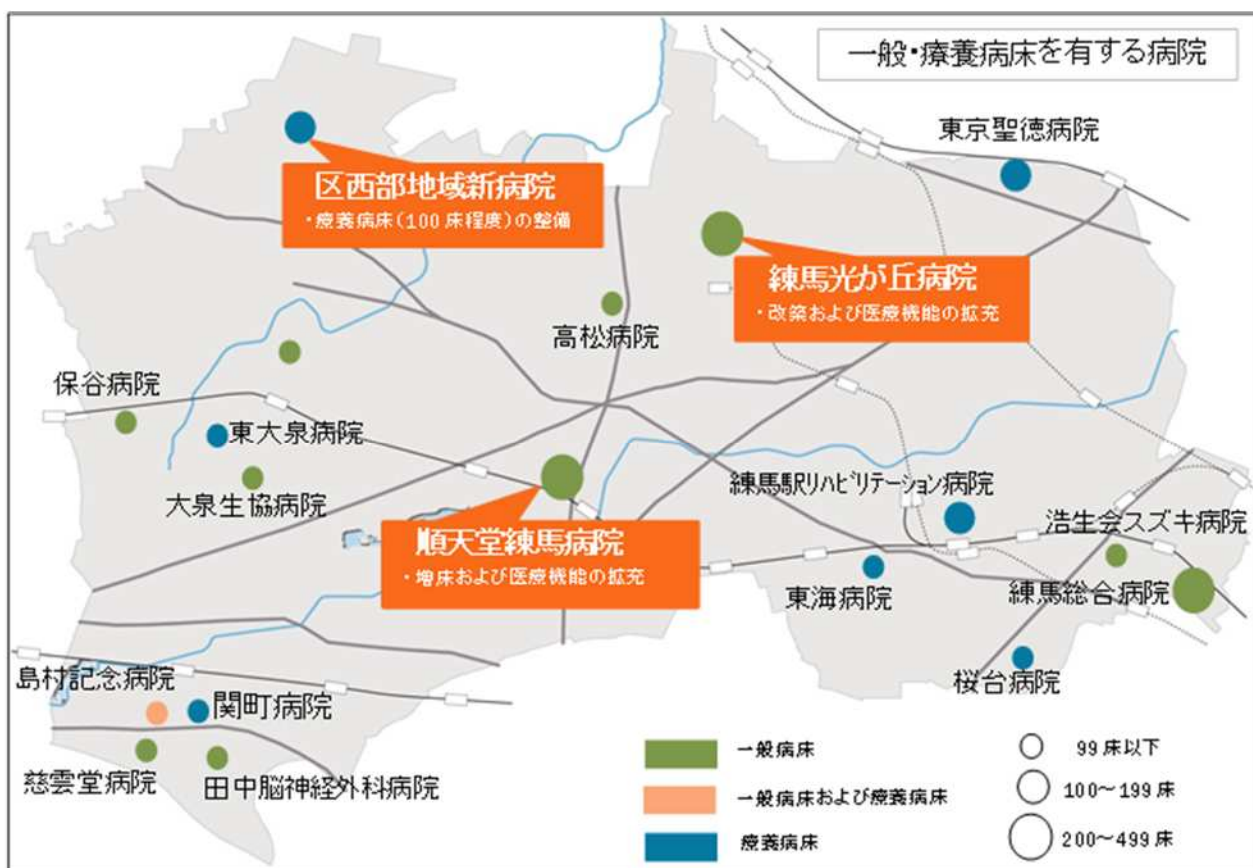 一般・療養病床を有する病院
東京聖徳病院
区西部地域新病院
・療養病床(100床程度)の整備
練馬光が丘病院
・改築および医療機能の拡充
高松病院
保谷病院
東大泉病院
大泉生協病院
練馬駅リハビリテーション病院
浩生会スズキ病院
順天堂練馬病院
・増床および医療機能の拡充
東海病院
練馬総合病院
桜台病院
島村記念病院
関町病院
慈雲堂病院
田中脳神経外科病院
一般病床
一般病床および療養病床
療養病床
99床以下
100～199床
200～499床